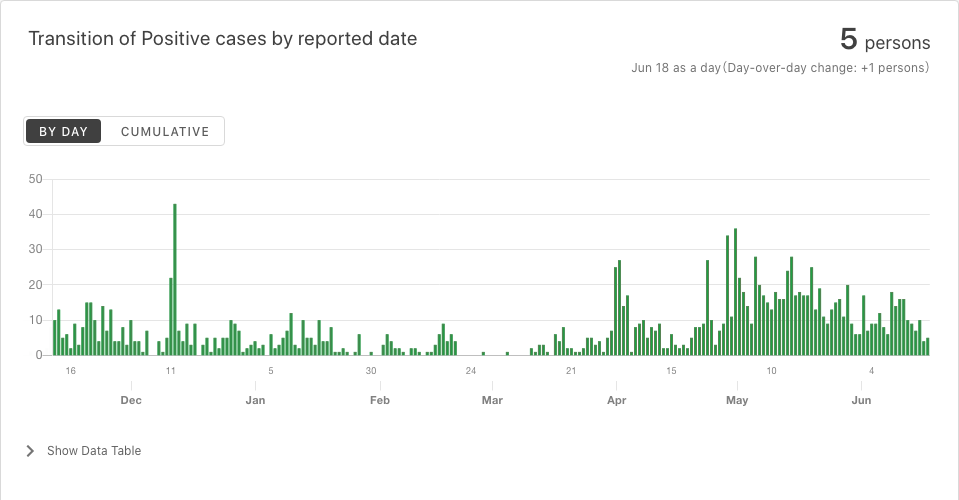 Transition of Positive cases by reported date
5 persons
Jun 18 as a day(Day-over-day change: +1 persons)
BY DAY
CUMULATIVE
50
40
30
20
10
0
16 11 5 30 24 21 15 10 4
Dec Jan Feb Mar Apr May Jun
Show Data Table